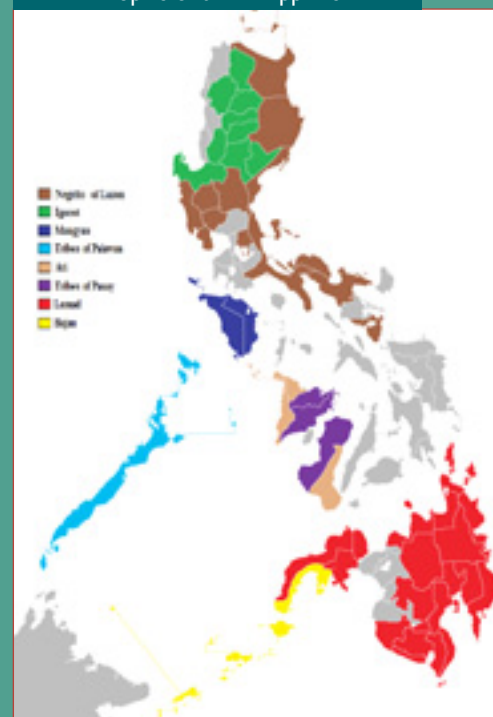 Negrito of Luzon
Igorot
Mangyan
Tribes of Palawan
Ati
Tribes of Panay
Lumad
Bajau